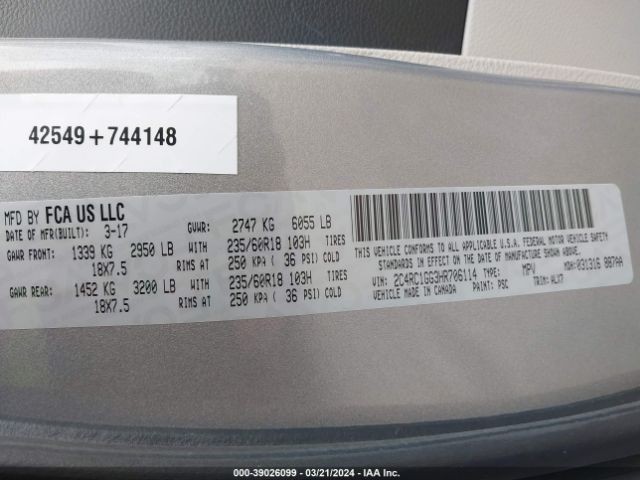 42549+744148
MFD BY FCA US LLC
DATE OF MFR(BUILT): 3-17 GVWR: 2747 KG 6055 LB
GAWR FRONT: 1339 KG 2950 LB WITH 235/60R18 103H TIRES
18X7.5 RIMS AT 250 KPA ( 36 PSI) COLD
GAWR REAR: 1452 KG 3200 LB WITH 235/60R18 103H TIRES
18X7.5 RIMS AT 250 KPA ( 36 PSI) COLD
THIS VEHICLE CONFORMS TO ALL APPLICABLE U.S.A. FEDERAL MOTOR VEHICLE SAFETY
STANDARDS IN EFFECT ON THE DATE OF MANUFACTURE SHOWN ABOVE.
VIN: 2C4RC1GG3HR706114 TYPE: MPV MDH:031316 887AA
VEHICLE MADE IN CANADA PAINT: PSC TRIM: ALX7
000-39026099 - 03/21/2024 - IAA Inc.